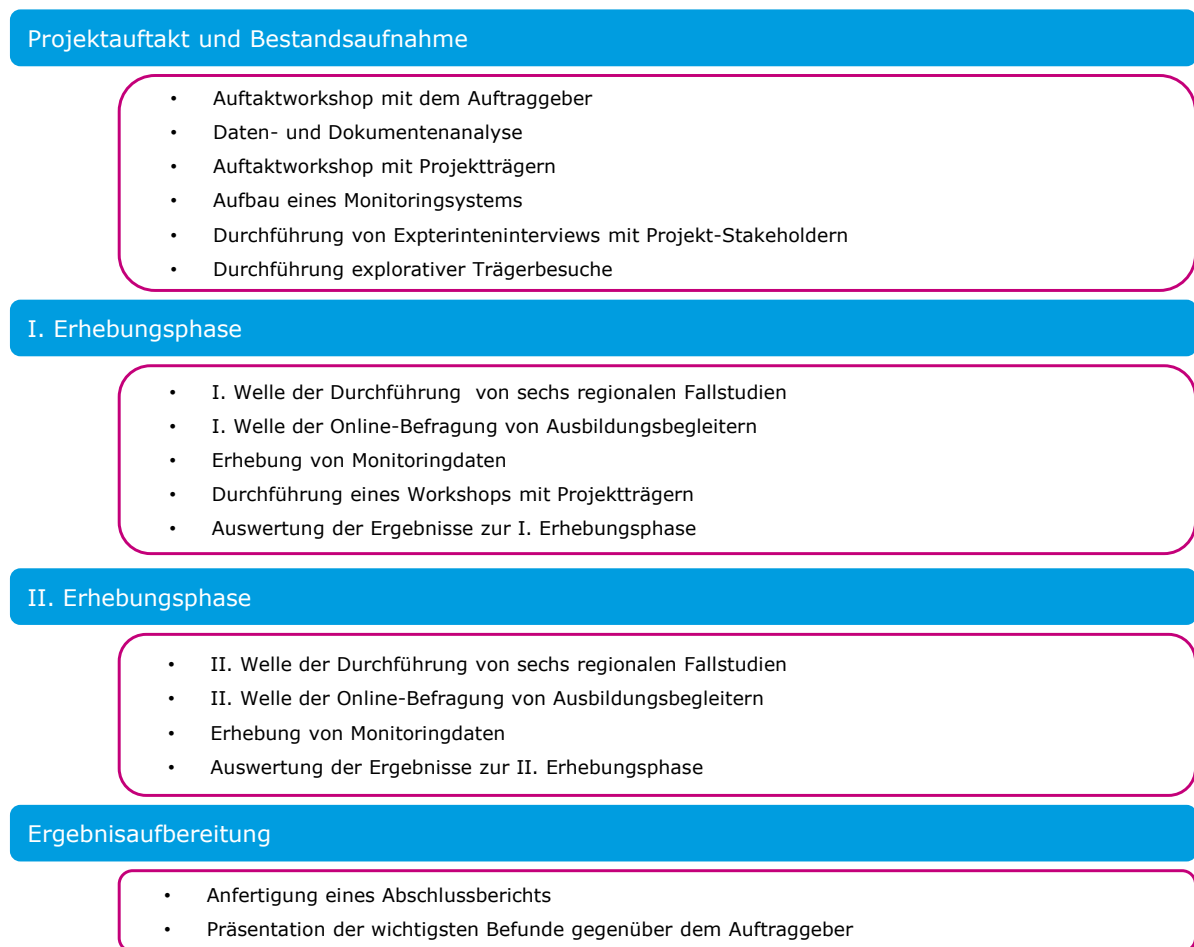 Projektauftakt und Bestandsaufnahme
• Auftaktworkshop mit dem Auftraggeber
• Daten- und Dokumentenanalyse
• Auftaktworkshop mit Projektträgern
• Aufbau eines Monitoringsystems
• Durchführung von Expterinteninterviews mit Projekt-Stakeholdern
• Durchführung explorativer Trägerbesuche
I. Erhebungsphase
• I. Welle der Durchführung von sechs regionalen Fallstudien
• I. Welle der Online-Befragung von Ausbildungsbegleitern
• Erhebung von Monitoringdaten
• Durchführung eines Workshops mit Projektträgern
• Auswertung der Ergebnisse zur I. Erhebungsphase
II. Erhebungsphase
• II. Welle der Durchführung von sechs regionalen Fallstudien
• II. Welle der Online-Befragung von Ausbildungsbegleitern
• Erhebung von Monitoringdaten
• Auswertung der Ergebnisse zur II. Erhebungsphase
Ergebnisaufbereitung
• Anfertigung eines Abschlussberichts
• Präsentation der wichtigsten Befunde gegenüber dem Auftraggeber